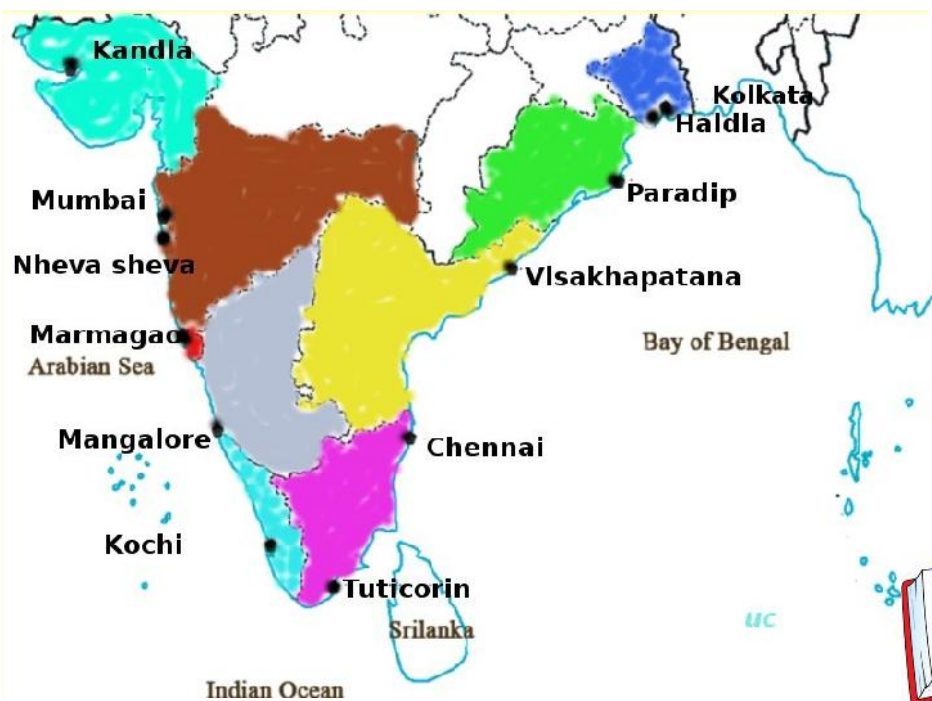 Kandla
Kolkata
Haldla
Mumbai
Paradip
Nheva sheva
Vlsakhapatana
Marmagao
Bay of Bengal
Arabian Sea
Mangalore
Chennai
Kochi
Tuticorin
Srilanka
uc
Indian Ocean